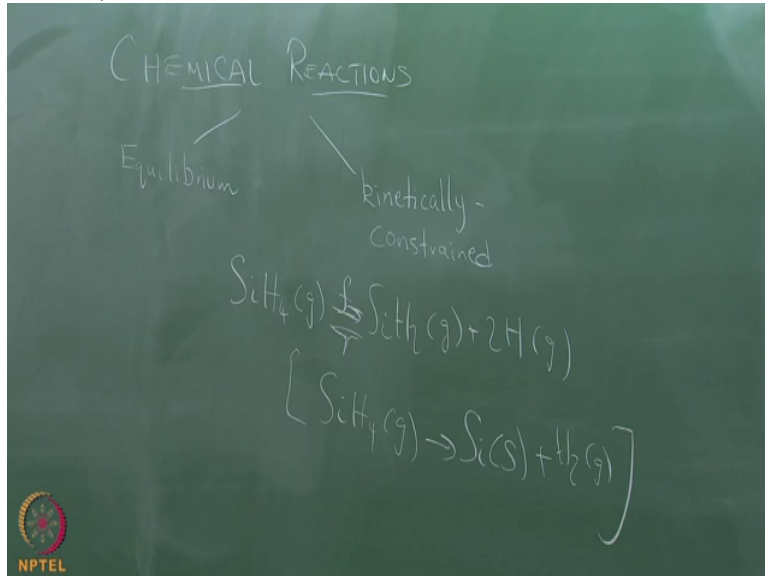 CHEMICAL REACTIONS
Equilibrium
kinetically-
constrained
SiH₄(g) ⇌ SiH₂(g) + 2H(g)
[SiH₄(g) → Si(s) + H₂(g)]
NPTEL